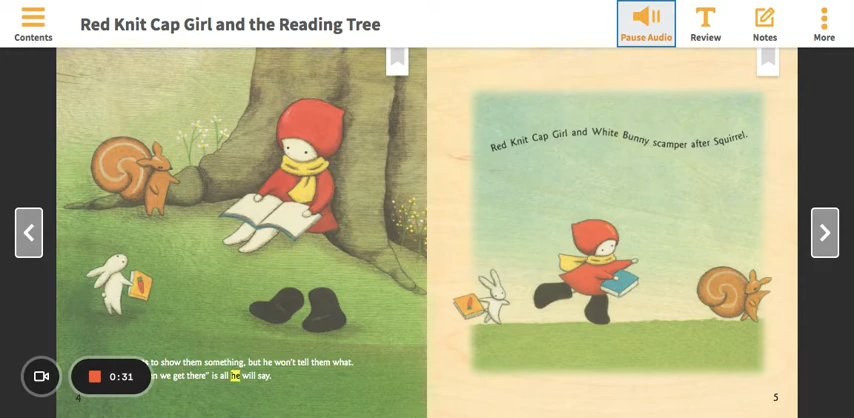 Contents
Red Knit Cap Girl and the Reading Tree
Pause Audio
Review
Notes
More
Red Knit Cap Girl and White Bunny scamper after Squirrel.
to show them something, but he won't tell them what.
we get there" is all he will say.
0:31
4
5